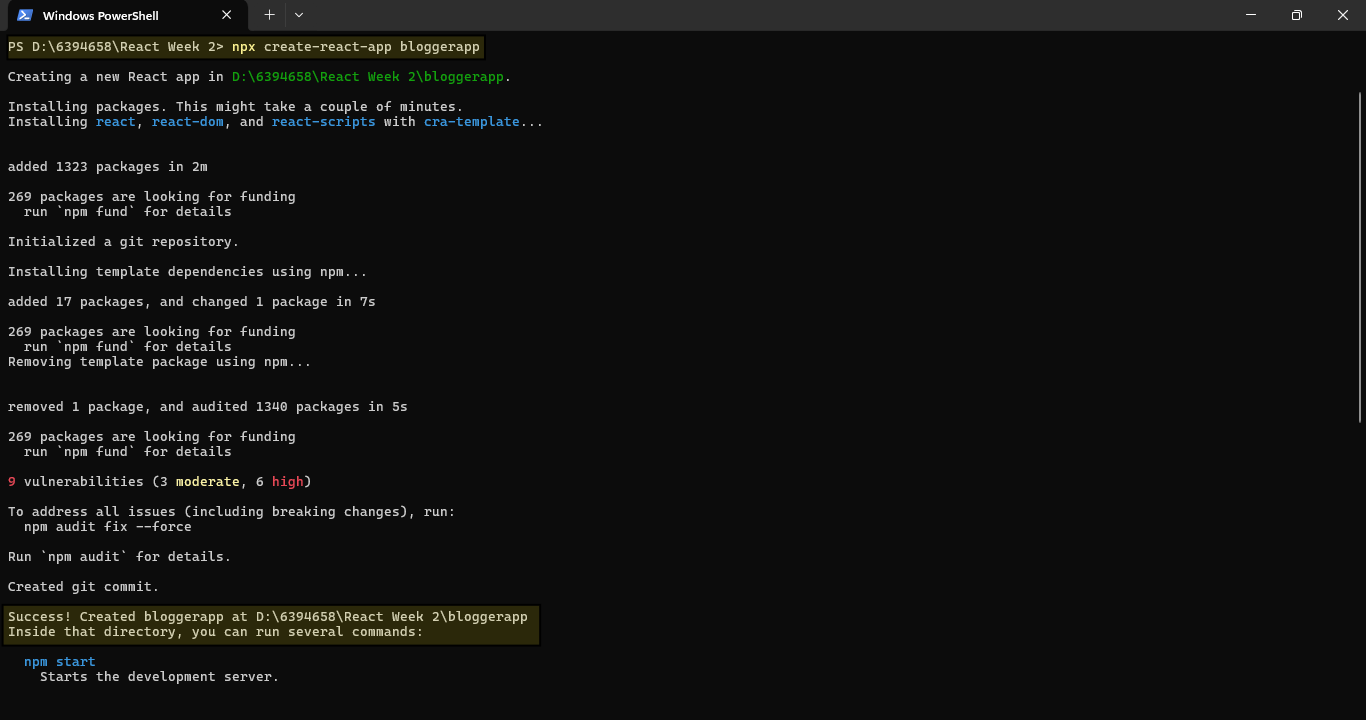 Windows PowerShell
PS D:\6394658\React Week 2> npx create-react-app bloggerapp
Creating a new React app in D:\6394658\React Week 2\bloggerapp.
Installing packages. This might take a couple of minutes.
Installing react, react-dom, and react-scripts with cra-template...
added 1323 packages in 2m
269 packages are looking for funding
  run `npm fund` for details
Initialized a git repository.
Installing template dependencies using npm...
added 17 packages, and changed 1 package in 7s
269 packages are looking for funding
  run `npm fund` for details
Removing template package using npm...
removed 1 package, and audited 1340 packages in 5s
269 packages are looking for funding
  run `npm fund` for details
9 vulnerabilities (3 moderate, 6 high)
To address all issues (including breaking changes), run:
  npm audit fix --force
Run `npm audit` for details.
Created git commit.
Success! Created bloggerapp at D:\6394658\React Week 2\bloggerapp
Inside that directory, you can run several commands:
  npm start
    Starts the development server.